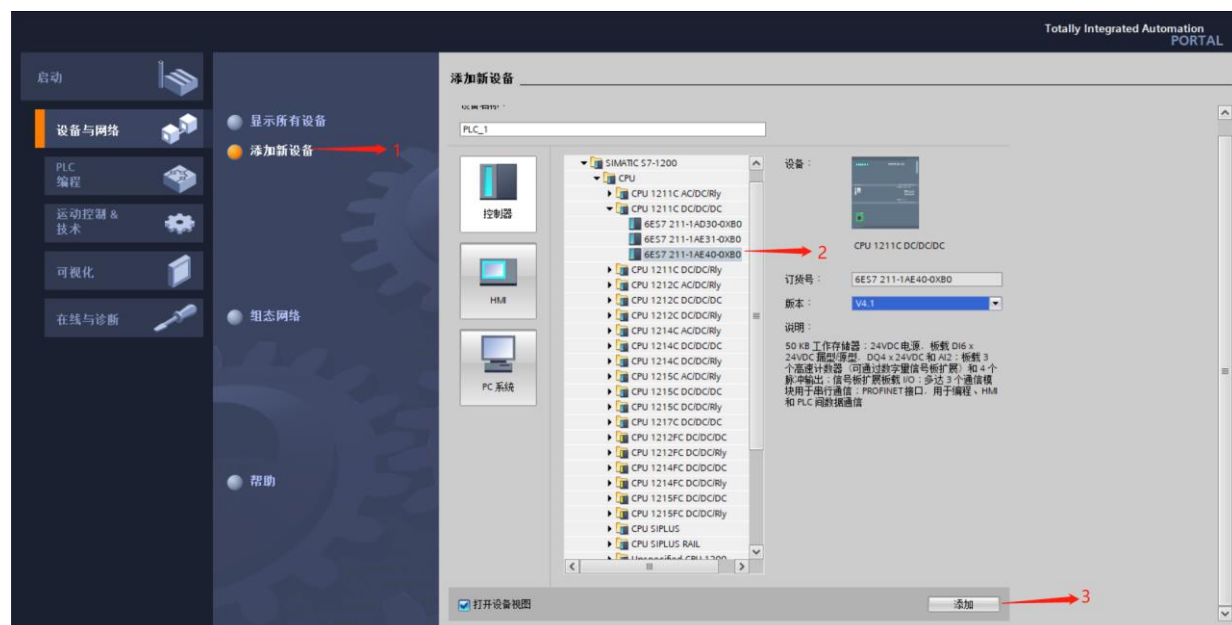 Totally Integrated Automation
PORTAL
启动
设备与网络
PLC
编程
运动控制 &
技术
可视化
在线与诊断
显示所有设备
添加新设备
1
组态网络
帮助
添加新设备
设备名称：
PLC_1
控制器
HMI
PC 系统
SIMATIC S7-1200
CPU
CPU 1211C AC/DC/Rly
CPU 1211C DC/DC/DC
6ES7 211-1AD30-0XB0
6ES7 211-1AE31-0XB0
6ES7 211-1AE40-0XB0
2
CPU 1211C DC/DC/Rly
CPU 1212C AC/DC/Rly
CPU 1212C DC/DC/DC
CPU 1212C DC/DC/Rly
CPU 1214C AC/DC/Rly
CPU 1214C DC/DC/DC
CPU 1214C DC/DC/Rly
CPU 1215C AC/DC/Rly
CPU 1215C DC/DC/DC
CPU 1215C DC/DC/Rly
CPU 1217C DC/DC/DC
CPU 1212FC DC/DC/DC
CPU 1212FC DC/DC/Rly
CPU 1214FC DC/DC/DC
CPU 1214FC DC/DC/Rly
CPU 1215FC DC/DC/DC
CPU 1215FC DC/DC/Rly
CPU SIPLUS
CPU SIPLUS RAIL
Unspecified CPU 1200
设备：
CPU 1211C DC/DC/DC
订货号：
6ES7 211-1AE40-0XB0
版本：
V4.1
说明：
50 KB 工作存储器；24VDC 电源，板载 DI6 x
24VDC 漏型/源型，DQ4 x 24VDC 和 AI2；板载 3
个高速计数器（可通过数字量信号板扩展）和 4 个
脉冲输出；信号板扩展板载 I/O；多达 3 个通信模
块用于串行通信；PROFINET 接口，用于编程、HMI
和 PLC 间数据通信
打开设备视图
添加
3